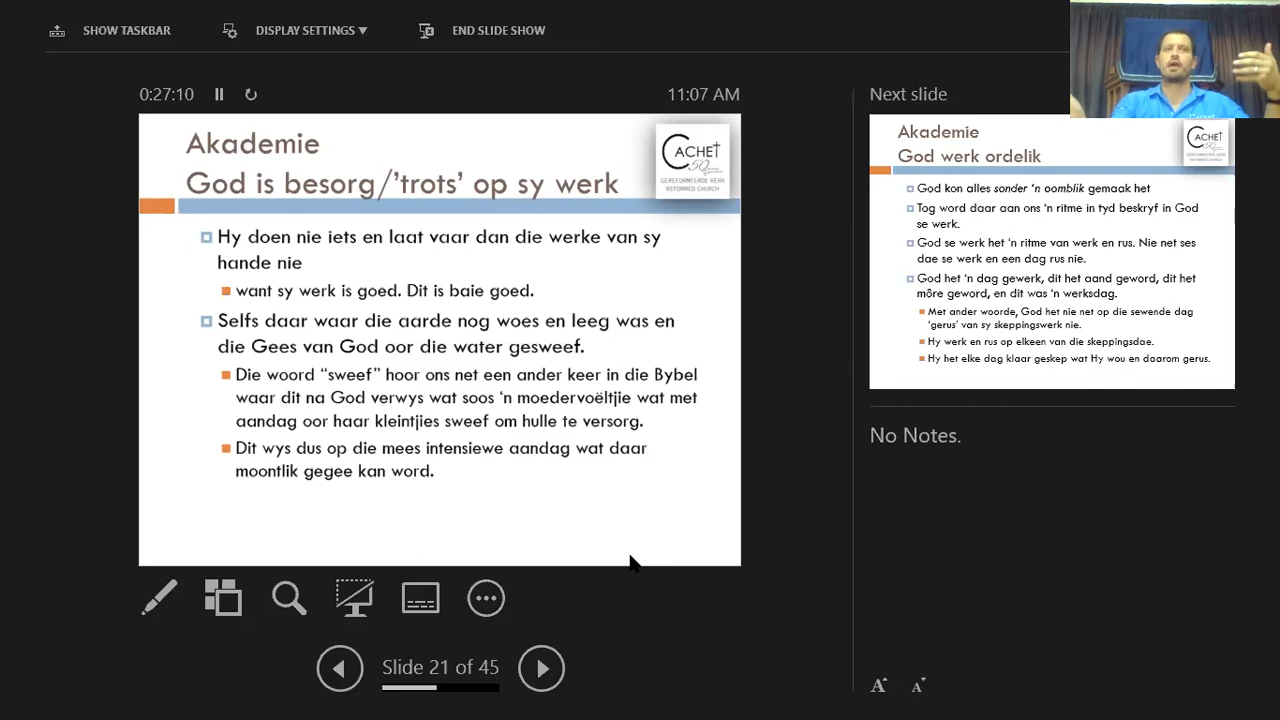 SHOW TASKBAR
DISPLAY SETTINGS ▼
END SLIDE SHOW
0:27:10
11:07 AM
Next slide
Akademie
God is besorg/'trots' op sy werk
CACHET
50
GEREFORMEERDE KERK
REFORMED CHURCH
Hy doen nie iets en laat vaar dan die werke van sy
hande nie
want sy werk is goed. Dit is baie goed.
Selfs daar waar die aarde nog woes en leeg was en
die Gees van God oor die water gesweef.
Die woord “sweef” hoor ons net een ander keer in die Bybel
waar dit na God verwys wat soos ‘n moedervoëltjie wat met
aandag oor haar kleintjies sweef om hulle te versorg.
Dit wys dus op die mees intensiewe aandag wat daar
moontlik gegee kan word.
Akademie
God werk ordelik
CACHET
50
God kon alles sonder ‘n oomblik gemaak het
Tog word daar aan ons ‘n ritme in tyd beskryf in God
se werk.
God se werk het ‘n ritme van werk en rus. Nie net ses
dae se werk en een dag rus nie.
God het ‘n dag gewerk, dit het aand geword, dit het
môre geword, en dit was ‘n werksdag.
Met ander woorde, God het nie net op die sewende dag
‘gerus’ van sy skeppingswerk nie.
Hy werk en rus op elkeen van die skeppingsdae.
Hy het elke dag klaar geskep wat Hy wou en daarom gerus.
No Notes.
Slide 21 of 45
A A